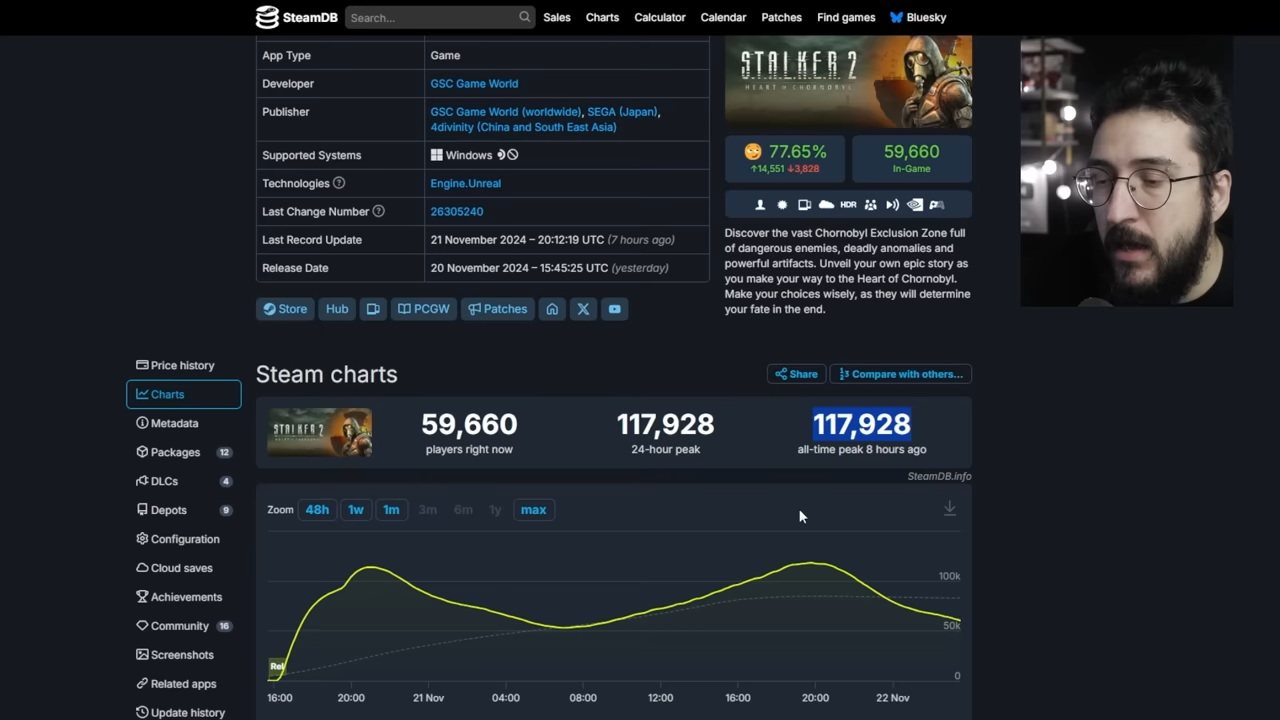 SteamDB
Search...
Sales
Charts
Calculator
Calendar
Patches
Find games
Bluesky
App Type
Game
Developer
GSC Game World
Publisher
GSC Game World (worldwide), SEGA (Japan),
4divinity (China and South East Asia)
Supported Systems
Windows
Technologies ?
Engine.Unreal
Last Change Number ?
26305240
Last Record Update
21 November 2024 – 20:12:19 UTC (7 hours ago)
Release Date
20 November 2024 – 15:45:25 UTC (yesterday)
Store
Hub
PCGW
Patches
X
S.T.A.L.K.E.R. 2
HEART OF CHORNOBYL
77.65%
↑14,551 ↓3,828
59,660
In-Game
HDR
Discover the vast Chornobyl Exclusion Zone full
of dangerous enemies, deadly anomalies and
powerful artifacts. Unveil your own epic story as
you make your way to the Heart of Chornobyl.
Make your choices wisely, as they will determine
your fate in the end.
Price history
Charts
Metadata
Packages 12
DLCs 4
Depots 9
Configuration
Cloud saves
Achievements
Community 16
Screenshots
Related apps
Update history
Steam charts
Share
Compare with others...
S.T.A.L.K.E.R. 2
59,660
players right now
117,928
24-hour peak
117,928
all-time peak 8 hours ago
SteamDB.info
Zoom
48h
1w
1m
3m
6m
1y
max
100k
50k
0
Rel
16:00
20:00
21 Nov
04:00
08:00
12:00
16:00
20:00
22 Nov